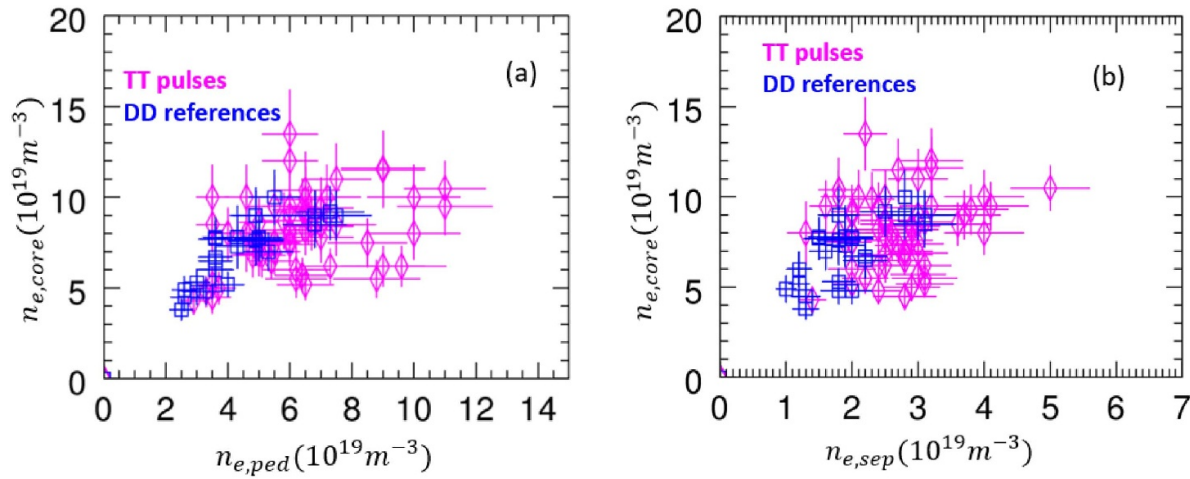 20
15
10
5
0
n_{e,core}(10^{19}m^{-3})
TT pulses
DD references
(a)
0 2 4 6 8 10 12 14
n_{e,ped}(10^{19}m^{-3})
20
15
10
5
0
n_{e,core}(10^{19}m^{-3})
TT pulses
DD references
(b)
0 1 2 3 4 5 6 7
n_{e,sep}(10^{19}m^{-3})